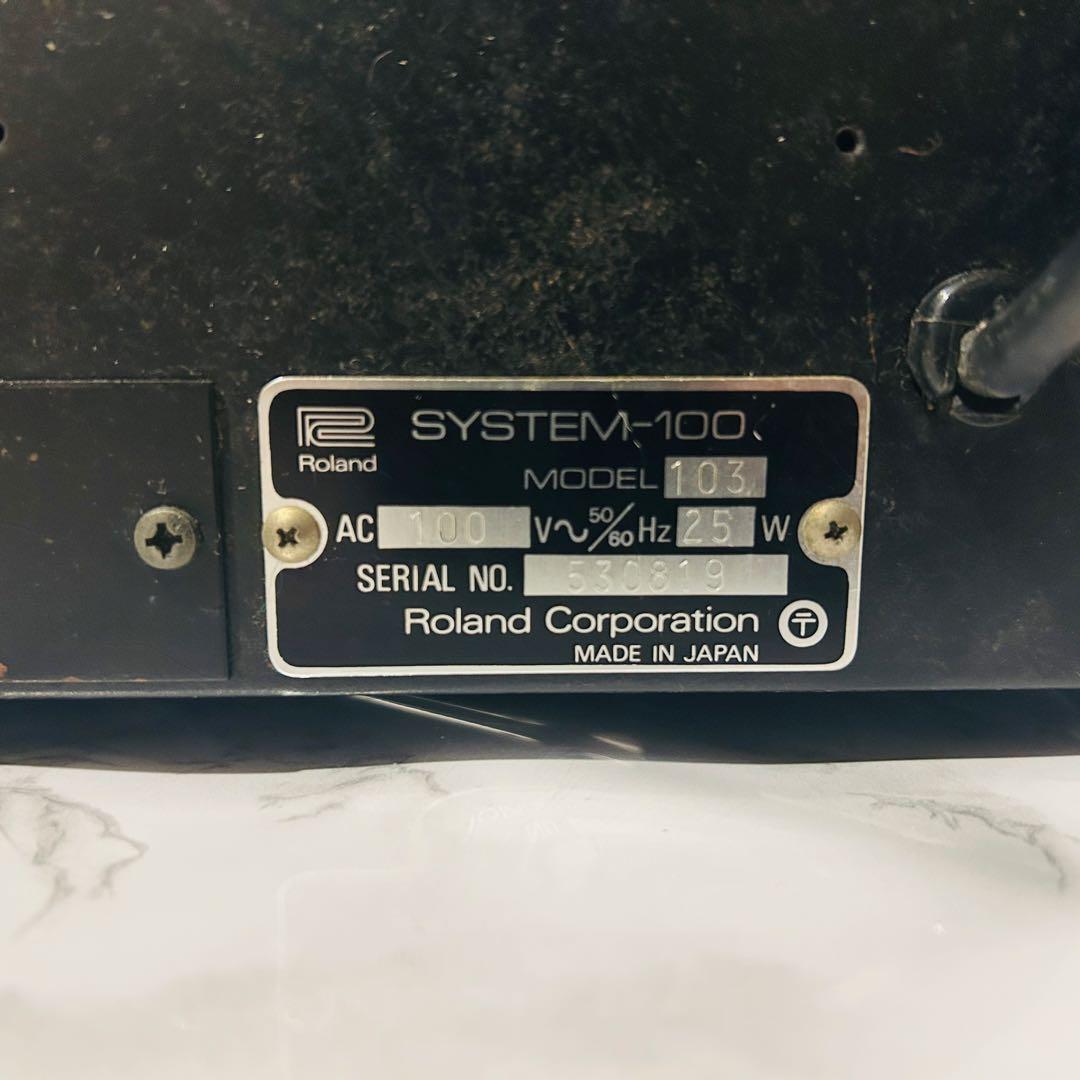 SYSTEM-100
Roland
MODEL 103
AC 100 V～ 50/60 Hz 25 W
SERIAL NO. 530819
Roland Corporation
MADE IN JAPAN